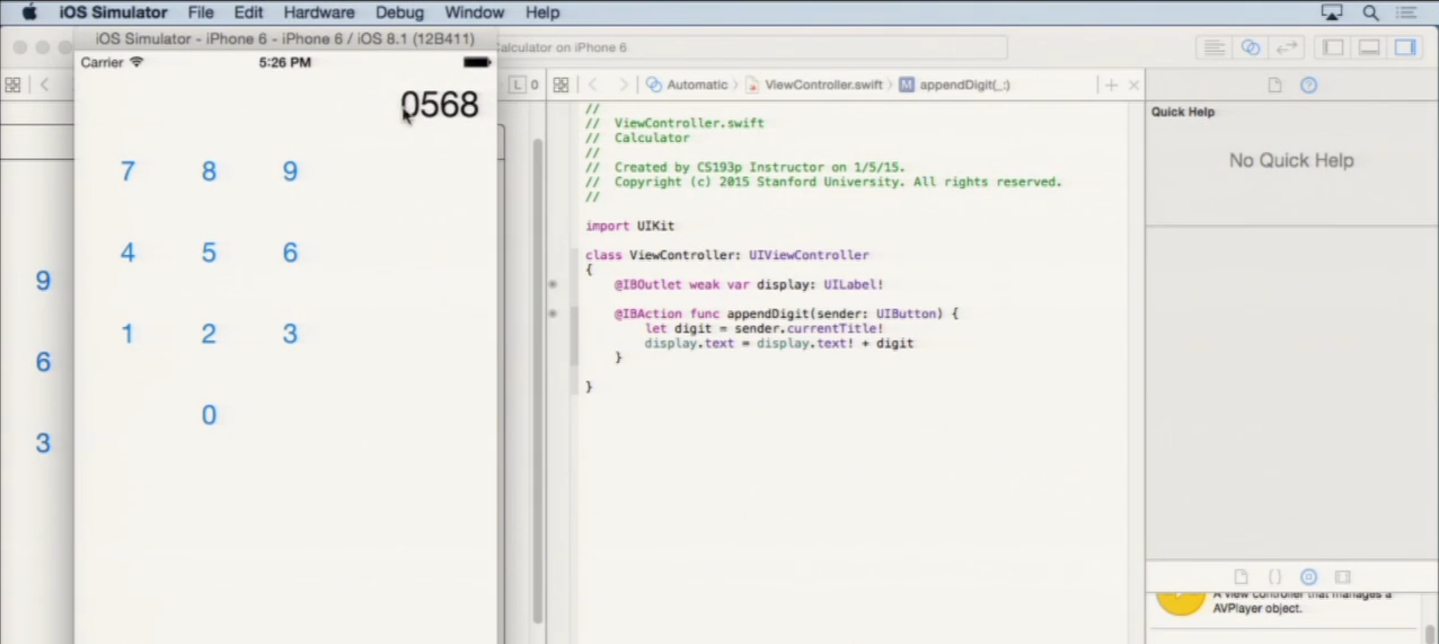 iOS Simulator File Edit Hardware Debug Window Help
iOS Simulator - iPhone 6 - iPhone 6 / iOS 8.1 (12B411)
Calculator on iPhone 6
Carrier 5:26 PM
L 0
Automatic ViewController.swift M appendDigit(_:)
0568
7 8 9
4 5 6
1 2 3
0
9
6
3
//
// ViewController.swift
// Calculator
//
// Created by CS193p Instructor on 1/5/15.
// Copyright (c) 2015 Stanford University. All rights reserved.
//
import UIKit
class ViewController: UIViewController
{
@IBOutlet weak var display: UILabel!
@IBAction func appendDigit(sender: UIButton) {
let digit = sender.currentTitle!
display.text = display.text! + digit
}
}
Quick Help
No Quick Help
A view controller that manages a
AVPlayer object.